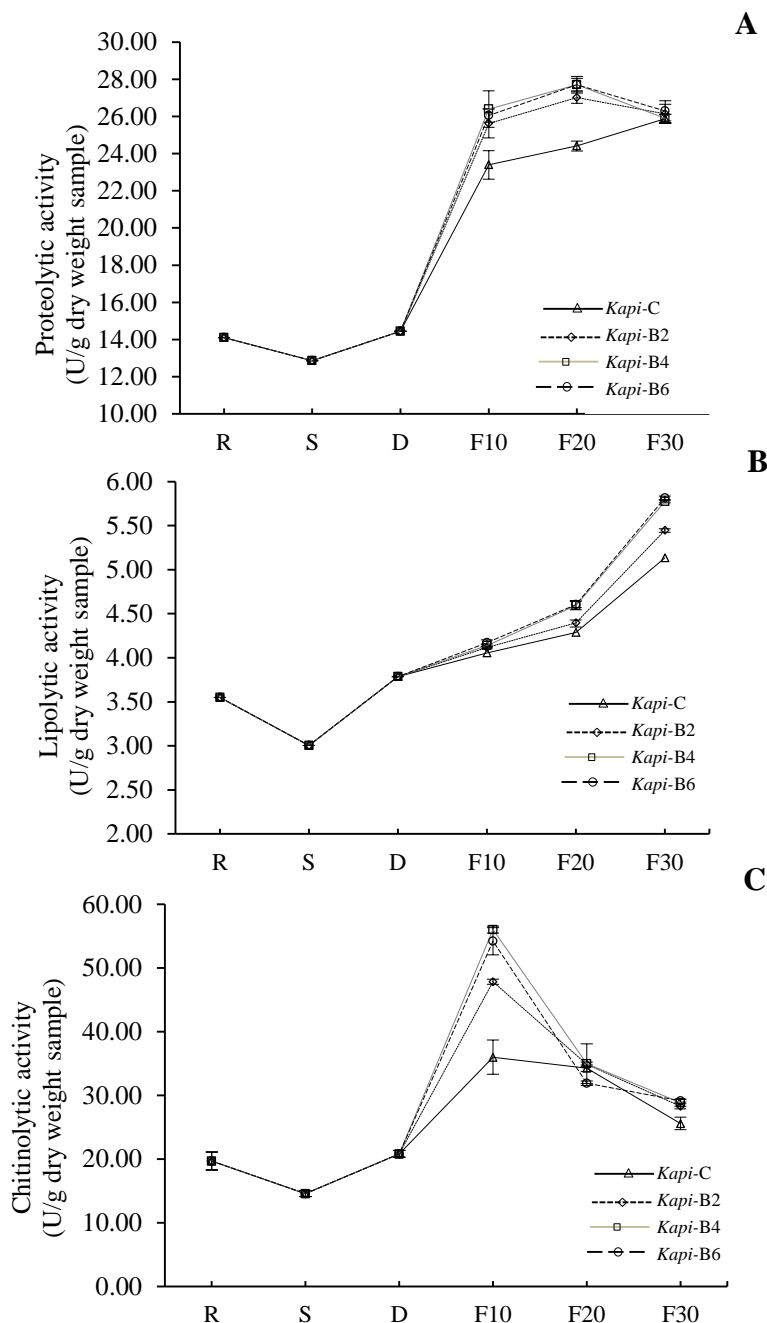 A
30.00
28.00
26.00
24.00
22.00
20.00
18.00
16.00
14.00
12.00
10.00
Proteolytic activity
(U/g dry weight sample)
Kapi-C
Kapi-B2
Kapi-B4
Kapi-B6
R S D F10 F20 F30
B
6.00
5.50
5.00
4.50
4.00
3.50
3.00
2.50
2.00
Lipolytic activity
(U/g dry weight sample)
Kapi-C
Kapi-B2
Kapi-B4
Kapi-B6
R S D F10 F20 F30
C
60.00
50.00
40.00
30.00
20.00
10.00
0.00
Chitinolytic activity
(U/g dry weight sample)
Kapi-C
Kapi-B2
Kapi-B4
Kapi-B6
R S D F10 F20 F30